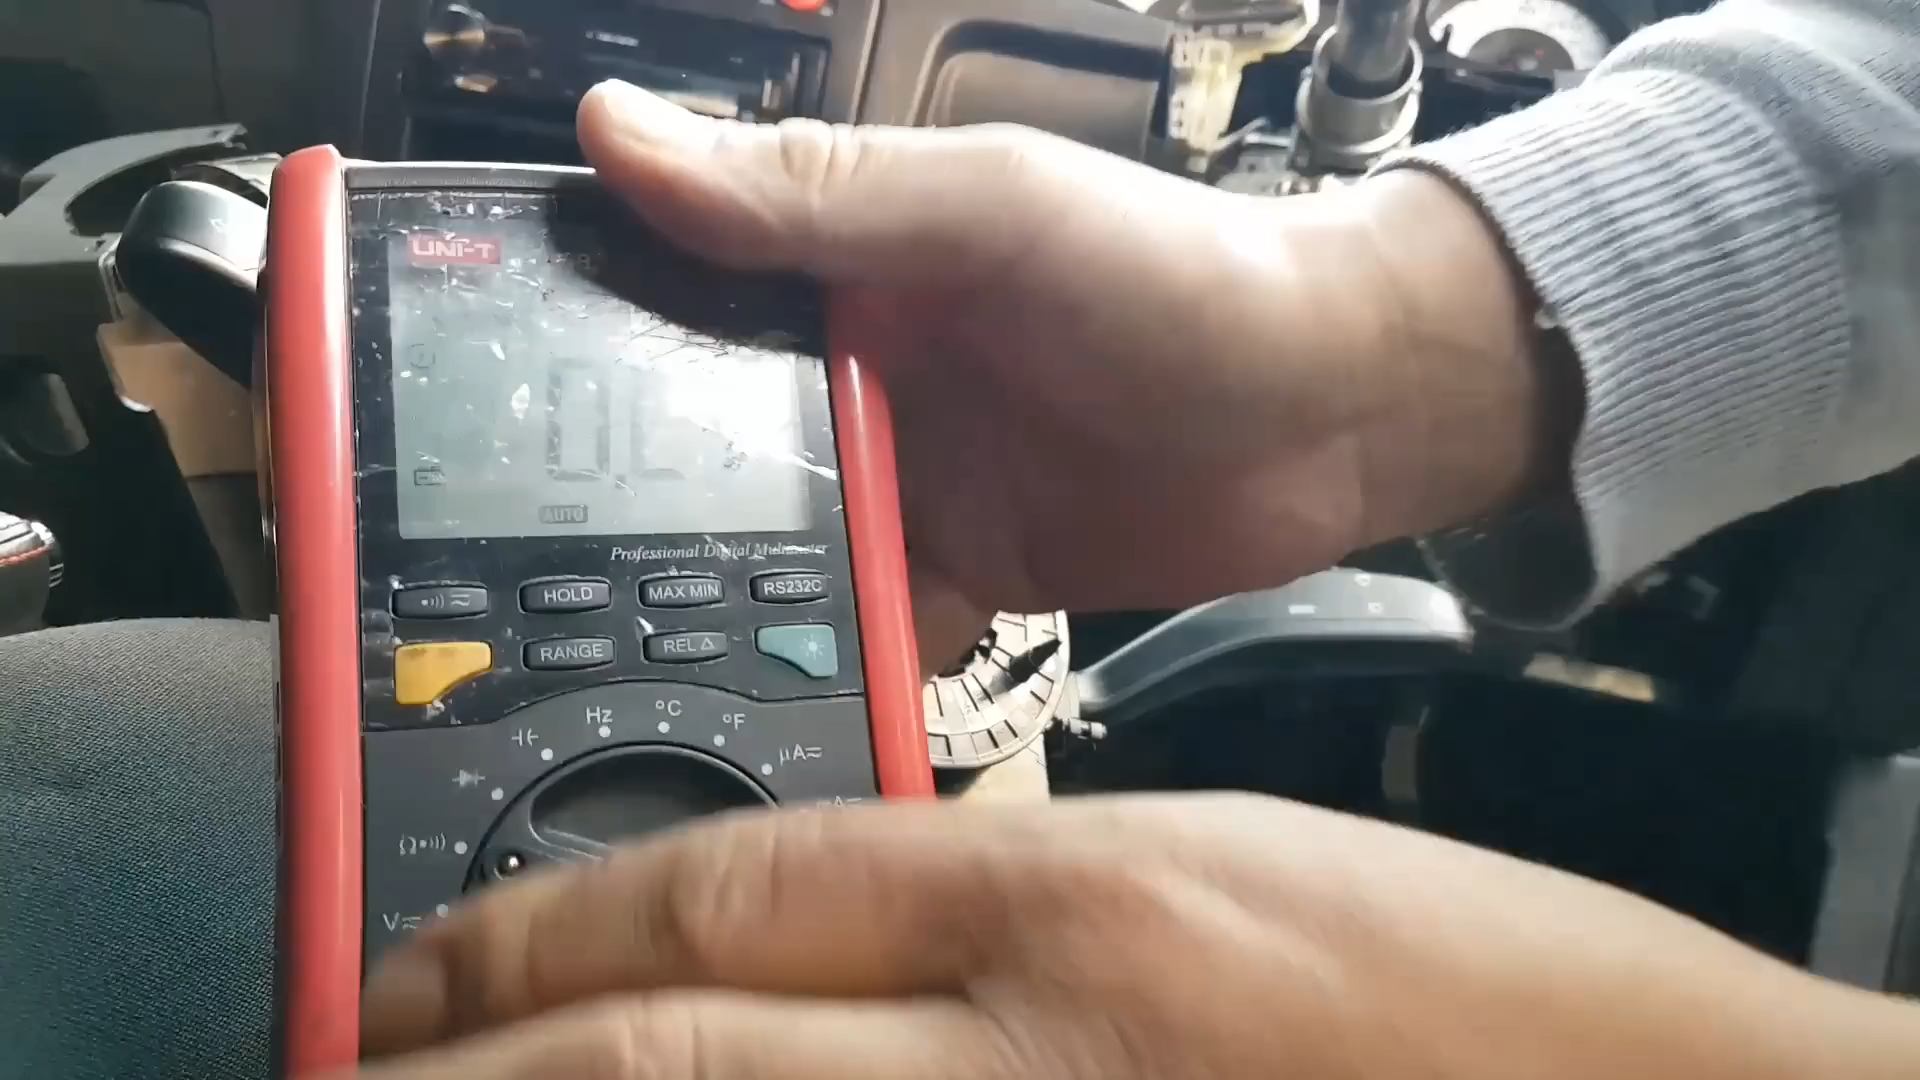 UNI-T
AUTO
Professional Digital Multimeter
HOLD
MAX MIN
RS232C
RANGE
REL △
Hz
°C
°F
µA
Ω
V